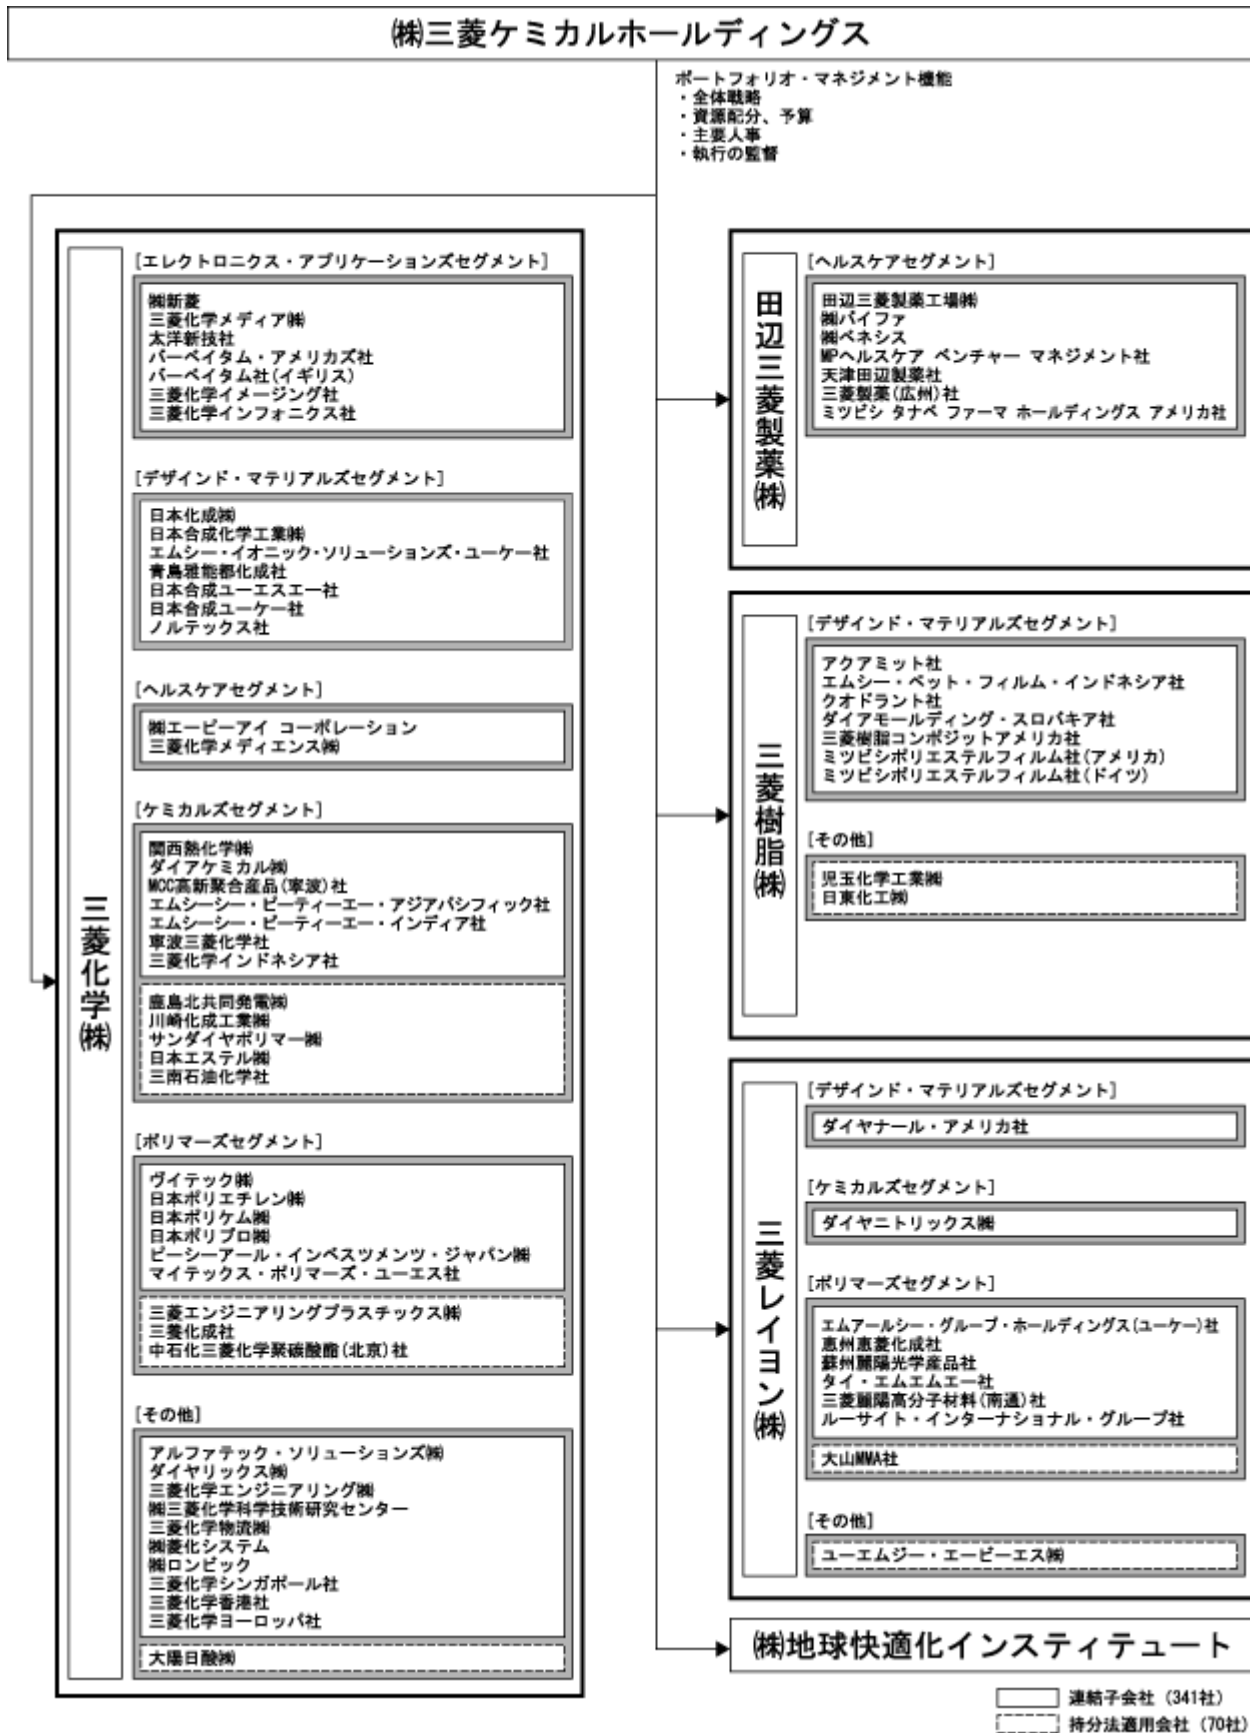 ㈱三菱ケミカルホールディングス
ポートフォリオ・マネジメント機能
・全体戦略
・資源配分、予算
・主要人事
・執行の監督
三菱化学㈱
[エレクトロニクス・アプリケーションズセグメント]
㈱新菱
三菱化学メディア㈱
太洋新技社
バーベイタム・アメリカズ社
バーベイタム社(イギリス)
三菱化学イメージング社
三菱化学インフォニクス社
[デザインド・マテリアルズセグメント]
日本化成㈱
日本合成化学工業㈱
エムシー・イオニック・ソリューションズ・ユーケー社
青島雅能都化成社
日本合成ユーエスエー社
日本合成ユーケー社
ノルテックス社
[ヘルスケアセグメント]
㈱エーピーアイ コーポレーション
三菱化学メディエンス㈱
[ケミカルズセグメント]
関西熱化学㈱
ダイアケミカル㈱
MCC高新聚合産品(寧波)社
エムシーシー・ピーティーエー・アジアパシフィック社
エムシーシー・ピーティーエー・インディア社
寧波三菱化学社
三菱化学インドネシア社
鹿島北共同発電㈱
川崎化成工業㈱
サンダイヤポリマー㈱
日本エステル㈱
三南石油化学社
[ポリマーズセグメント]
ヴイテック㈱
日本ポリエチレン㈱
日本ポリケム㈱
日本ポリプロ㈱
ピーシーアール・インベスツメンツ・ジャパン㈱
マイテックス・ポリマーズ・ユーエス社
三菱エンジニアリングプラスチックス㈱
三養化成社
中石化三菱化学聚碳酸酯(北京)社
[その他]
アルファテック・ソリューションズ㈱
ダイヤリックス㈱
三菱化学エンジニアリング㈱
㈱三菱化学科学技術研究センター
三菱化学物流㈱
㈱菱化システム
㈱ロンビック
三菱化学シンガポール社
三菱化学香港社
三菱化学ヨーロッパ社
大陽日酸㈱
田辺三菱製薬㈱
[ヘルスケアセグメント]
田辺三菱製薬工場㈱
㈱バイファ
㈱ベネシス
MPヘルスケア ベンチャー マネジメント社
天津田辺製薬社
三菱製薬(広州)社
ミツビシ タナベ ファーマ ホールディングス アメリカ社
三菱樹脂㈱
[デザインド・マテリアルズセグメント]
アクアミット社
エムシー・ペット・フィルム・インドネシア社
クオドラント社
ダイアモールディング・スロバキア社
三菱樹脂コンポジットアメリカ社
ミツビシポリエステルフィルム社(アメリカ)
ミツビシポリエステルフィルム社(ドイツ)
[その他]
児玉化学工業㈱
日東化工㈱
三菱レイヨン㈱
[デザインド・マテリアルズセグメント]
ダイヤナール・アメリカ社
[ケミカルズセグメント]
ダイヤニトリックス㈱
[ポリマーズセグメント]
エムアールシー・グループ・ホールディングス(ユーケー)社
恵州恵菱化成社
蘇州麗陽光学産品社
タイ・エムエムエー社
三菱麗陽高分子材料(南通)社
ルーサイト・インターナショナル・グループ社
大山MMA社
[その他]
ユーエムジー・エービーエス㈱
㈱地球快適化インスティテュート
連結子会社 (341社)
持分法適用会社 (70社)